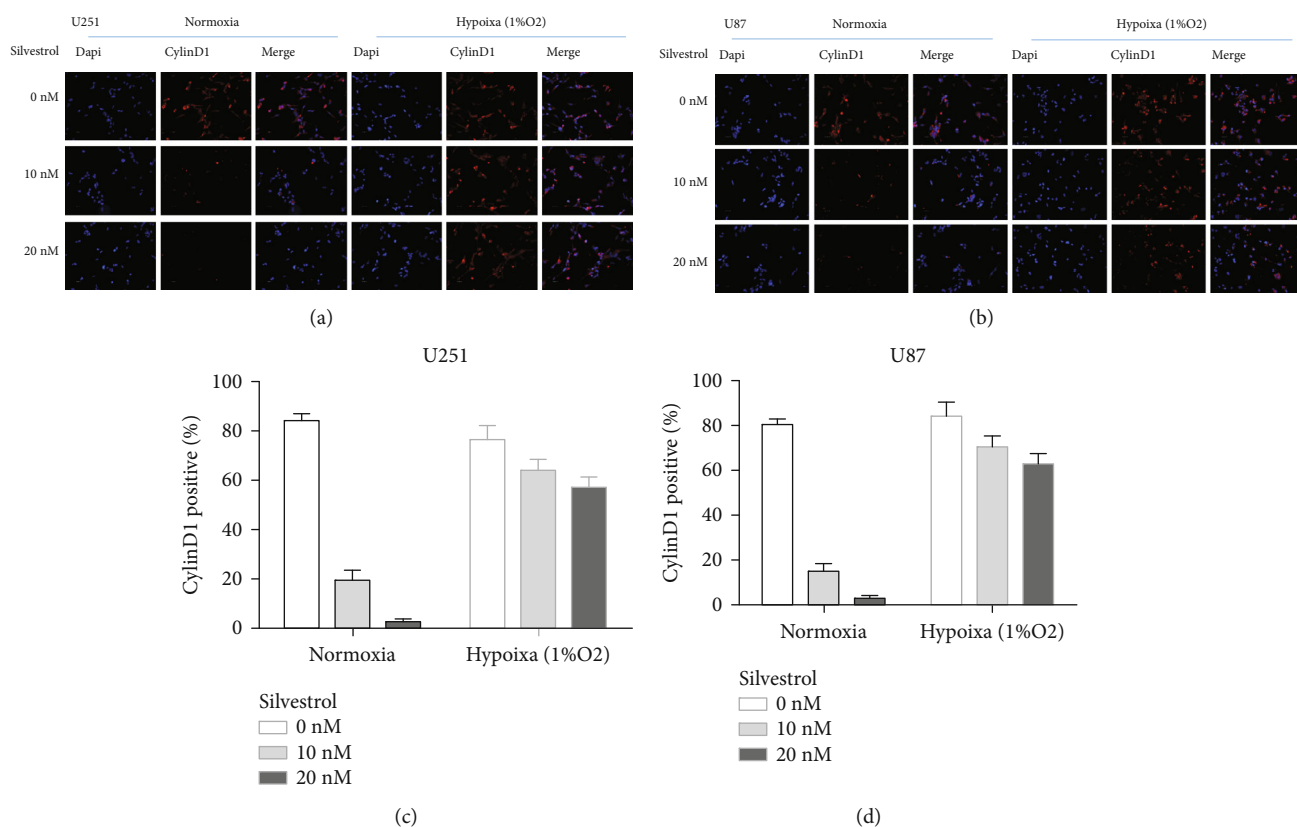 U251 Normoxia Hypoixa (1%O2)
Silvestrol Dapi CylinD1 Merge Dapi CylinD1 Merge
0 nM
10 nM
20 nM
(a)
U87 Normoxia Hypoixa (1%O2)
Silvestrol Dapi CylinD1 Merge Dapi CylinD1 Merge
0 nM
10 nM
20 nM
(b)
U251
CylinD1 positive (%)
100
80
60
40
20
0
Normoxia Hypoixa (1%O2)
Silvestrol
0 nM
10 nM
20 nM
(c)
U87
CylinD1 positive (%)
100
80
60
40
20
0
Normoxia Hypoixa (1%O2)
Silvestrol
0 nM
10 nM
20 nM
(d)